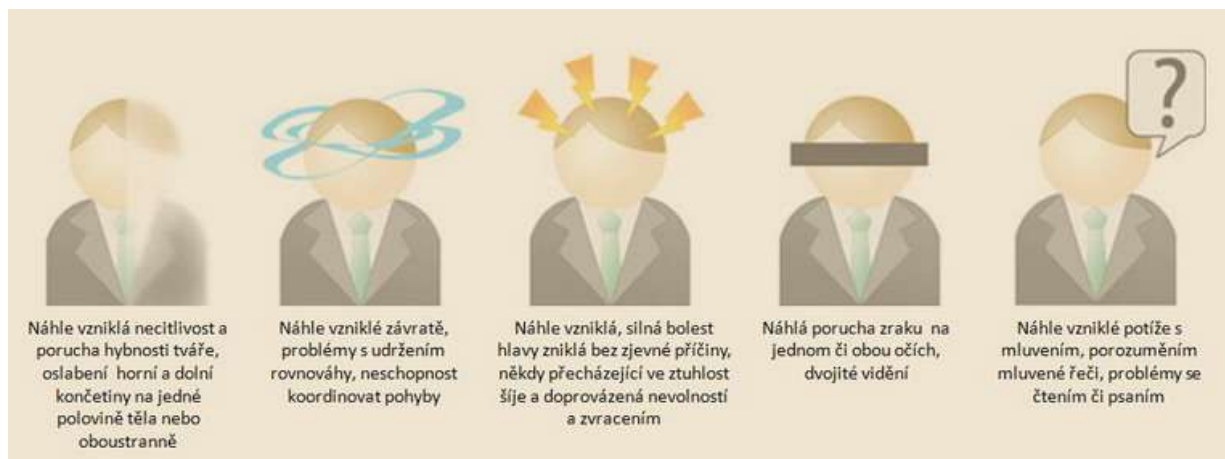 ?
Náhle vzniklá necitlivost a
porucha hybnosti tváře,
oslabení horní a dolní
končetiny na jedné
polovině těla nebo
oboustranně
Náhle vzniklé závratě,
problémy s udržením
rovnováhy, neschopnost
koordinovat pohyby
Náhle vzniklá, silná bolest
hlavy zniklá bez zjevné příčiny,
někdy přecházející ve ztuhlost
šíje a doprovázená nevolností
a zvracením
Náhlá porucha zraku na
jednom či obou očích,
dvojité vidění
Náhle vzniklé potíže s
mluvením, porozuměním
mluvené řeči, problémy se
čtením či psaním